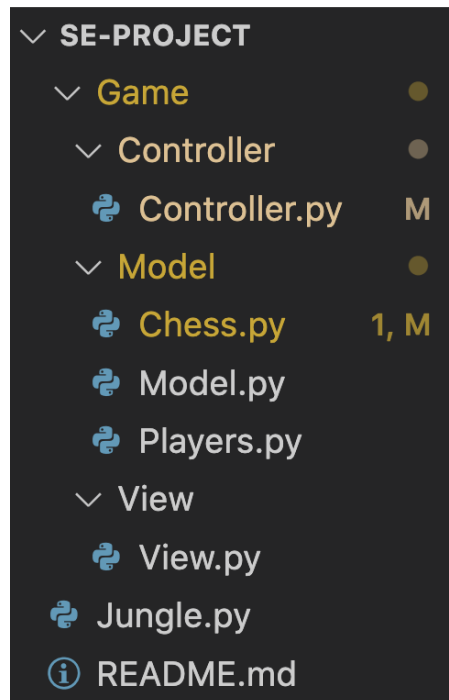 SE-PROJECT
Game
Controller
Controller.py M
Model
Chess.py 1, M
Model.py
Players.py
View
View.py
Jungle.py
README.md